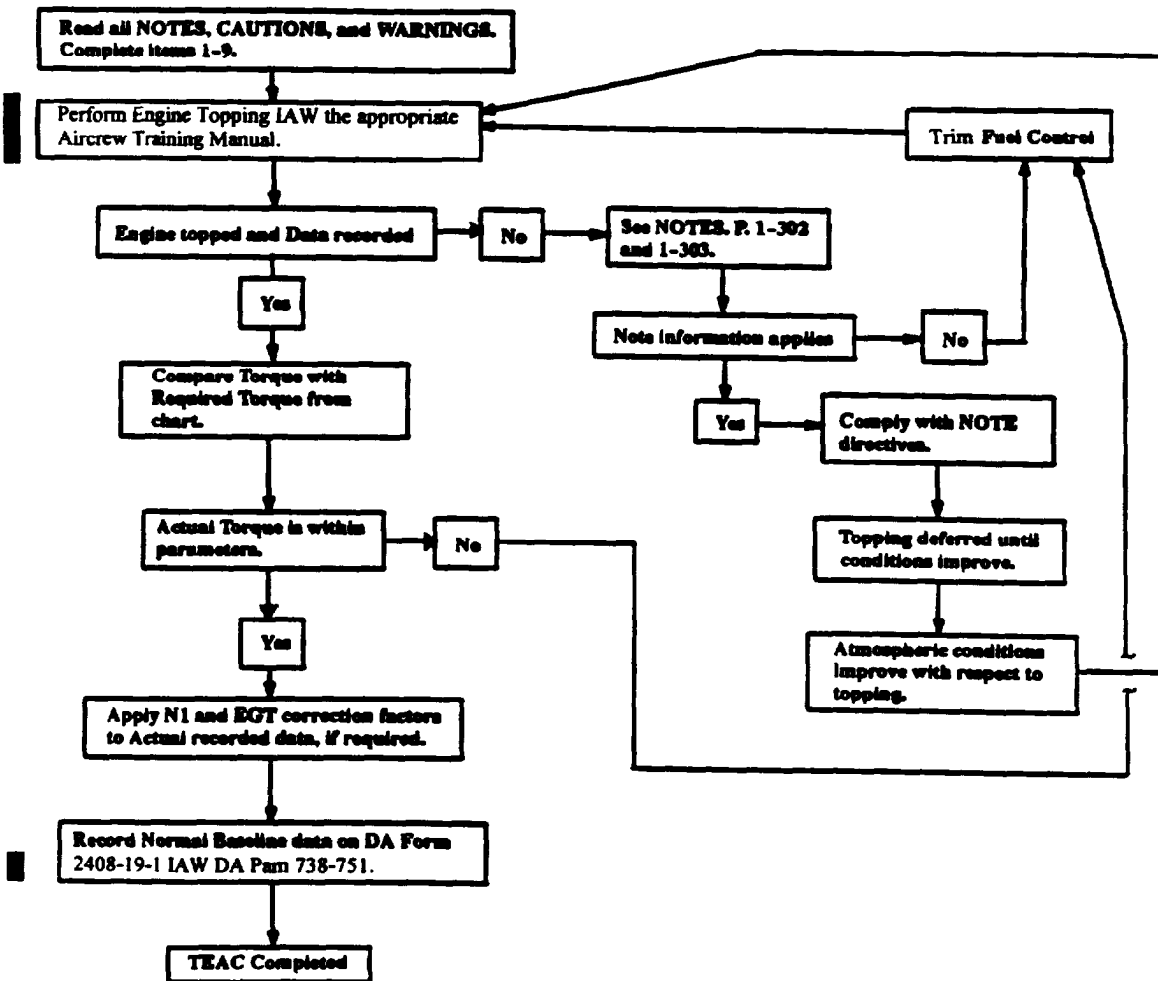 Read all NOTES, CAUTIONS, and WARNINGS.
Complete items 1-9.
Perform Engine Topping IAW the appropriate
Aircrew Training Manual.
Trim Fuel Control
Engine topped and Data recorded
No
See NOTES. P. 1-302
and 1-303.
Yes
Note information applies
No
Compare Torque with
Required Torque from
chart.
Yes
Comply with NOTE
directives.
Actual Torque in within
parameters.
No
Topping deferred until
conditions improve.
Yes
Atmospheric conditions
improve with respect to
topping.
Apply N1 and EGT correction factors
to Actual recorded data, if required.
Record Normal Baseline data on DA Form
2408-19-1 IAW DA Pam 738-751.
TEAC Completed